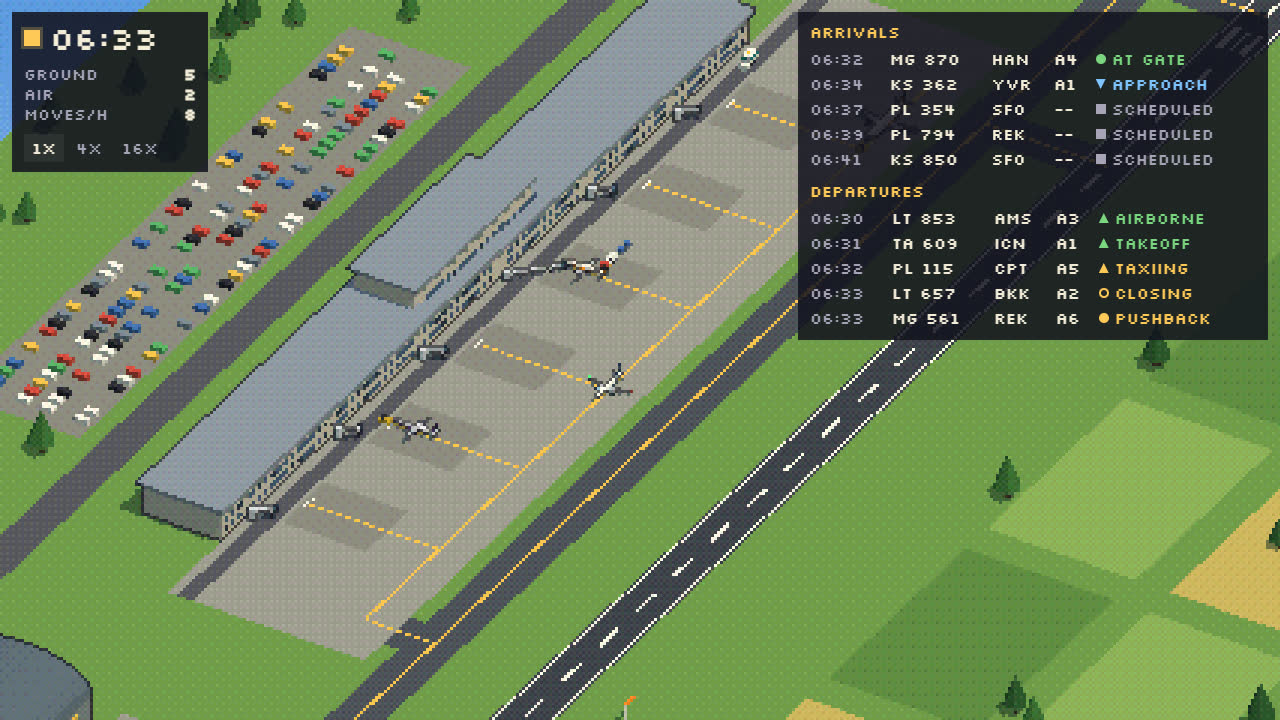 06:33
GROUND 5
AIR 2
MOVES/H 8
1X 4X 16X
ARRIVALS
06:32 MG 870 HAN A4 AT GATE
06:34 KS 362 YVR A1 APPROACH
06:37 PL 354 SFO -- SCHEDULED
06:39 PL 794 REK -- SCHEDULED
06:41 KS 850 SFO -- SCHEDULED
DEPARTURES
06:30 LT 853 AMS A3 AIRBORNE
06:31 TA 609 ICN A1 TAKEOFF
06:32 PL 115 CPT A5 TAXIING
06:33 LT 657 BKK A2 CLOSING
06:33 MG 561 REK A6 PUSHBACK